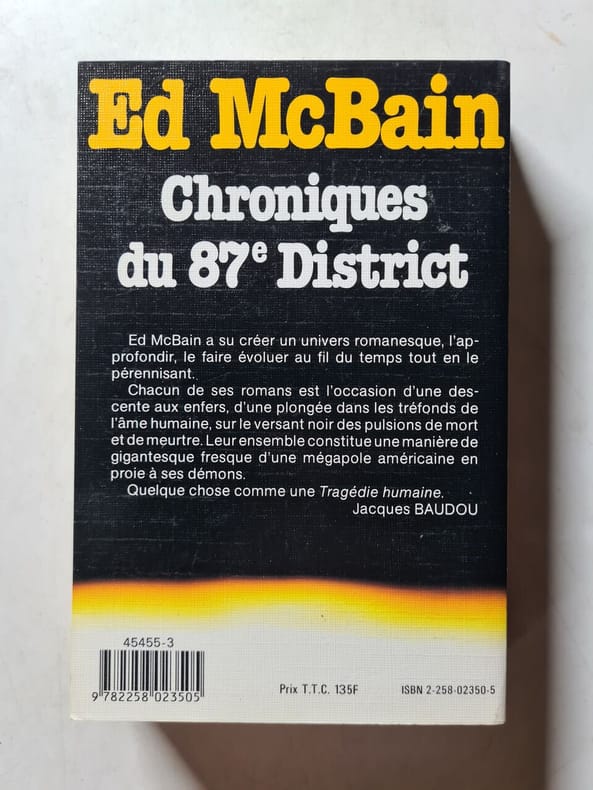 Ed McBain
Chroniques
du 87e District
Ed McBain a su créer un univers romanesque, l'ap-
profondir, le faire évoluer au fil du temps tout en le
pérennisant.
Chacun de ses romans est l'occasion d'une des-
cente aux enfers, d'une plongée dans les tréfonds de
l'âme humaine, sur le versant noir des pulsions de mort
et de meurtre. Leur ensemble constitue une manière de
gigantesque fresque d'une mégapole américaine en
proie à ses démons.
Quelque chose comme une Tragédie humaine.
Jacques BAUDOU
45455-3
9 782258 023505
Prix T.T.C. 135F
ISBN 2-258-02350-5